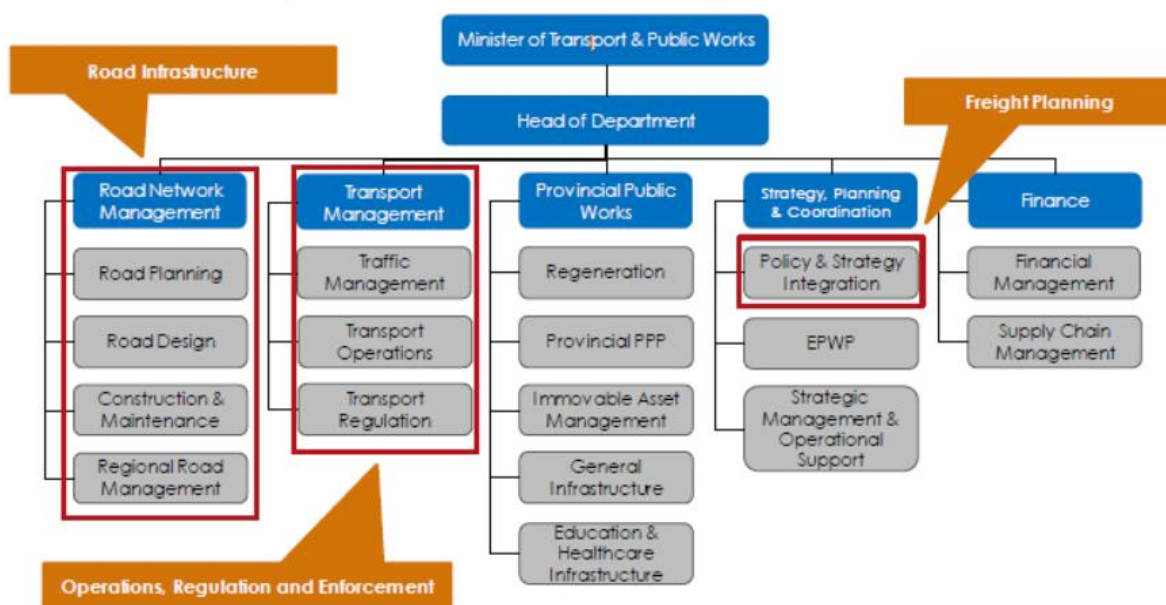 Minister of Transport & Public Works
Road Infrastructure
Freight Planning
Head of Department
Road Network
Management
Road Planning
Road Design
Construction &
Maintenance
Regional Road
Management
Transport
Management
Traffic
Management
Transport
Operations
Transport
Regulation
Provincial Public
Works
Regeneration
Provincial PPP
Immovable Asset
Management
General
Infrastructure
Education &
Healthcare
Infrastructure
Strategy, Planning
& Coordination
Policy & Strategy
Integration
EPWP
Strategic
Management &
Operational
Support
Finance
Financial
Management
Supply Chain
Management
Operations, Regulation and Enforcement